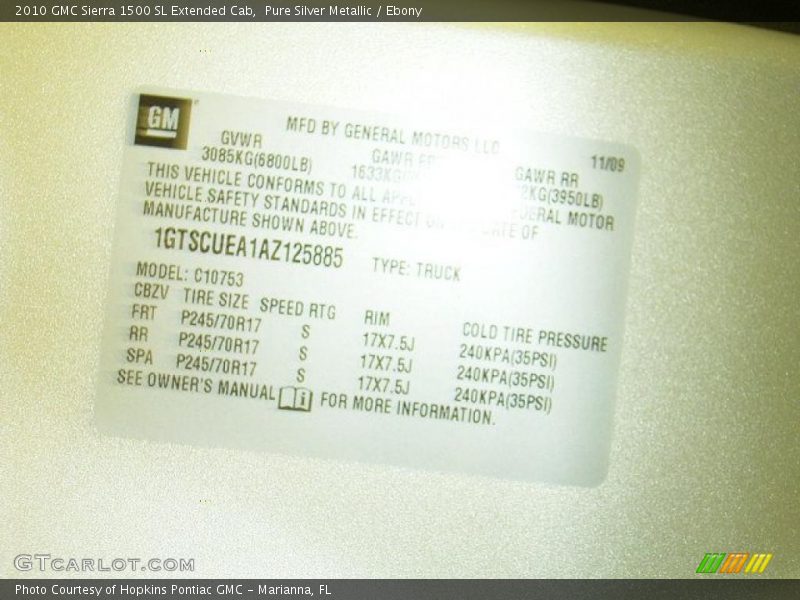 2010 GMC Sierra 1500 SL Extended Cab, Pure Silver Metallic / Ebony
GM
MFD BY GENERAL MOTORS LLC
11/09
GVWR GAWR GAWR RR
3085KG(6800LB) 1633KG KG(3950LB)
THIS VEHICLE CONFORMS TO ALL MOTOR
VEHICLE SAFETY STANDARDS IN EFFECT OF
MANUFACTURE SHOWN ABOVE.
1GTSCUEA1AZ125885 TYPE: TRUCK
MODEL: C10753
CBZV TIRE SIZE SPEED RTG RIM COLD TIRE PRESSURE
FRT P245/70R17 S 17X7.5J 240KPA(35PSI)
RR P245/70R17 S 17X7.5J 240KPA(35PSI)
SPA P245/70R17 S 17X7.5J 240KPA(35PSI)
SEE OWNER'S MANUAL i FOR MORE INFORMATION.
GTCARLOT.COM
Photo Courtesy of Hopkins Pontiac GMC - Marianna, FL